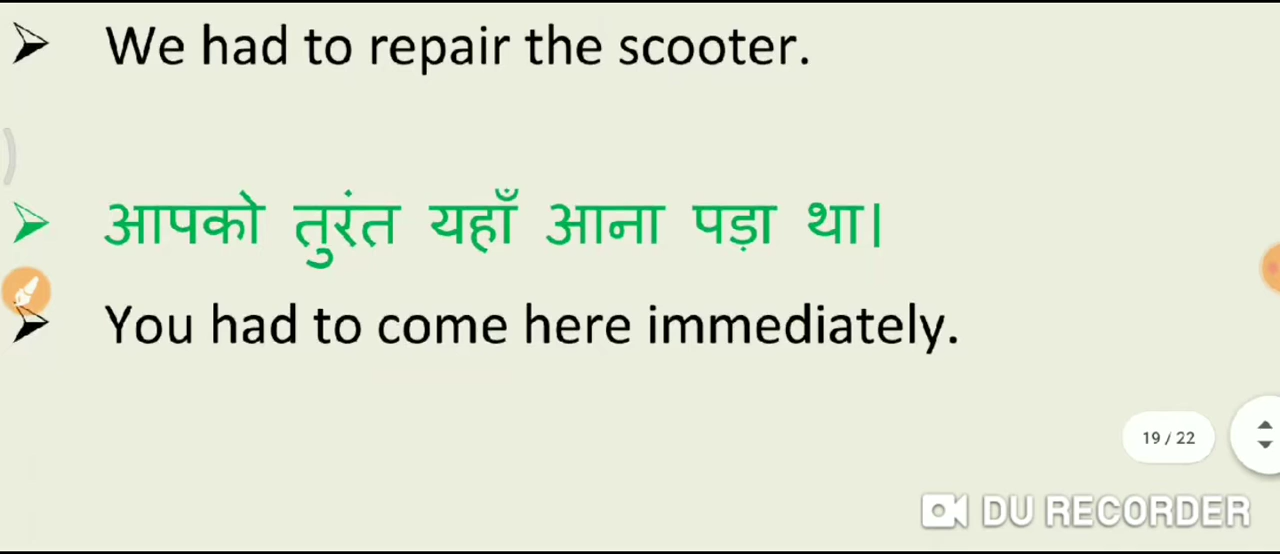 We had to repair the scooter.
आपको तुरंत यहाँ आना पड़ा था।
You had to come here immediately.
19 / 22
DU RECORDER